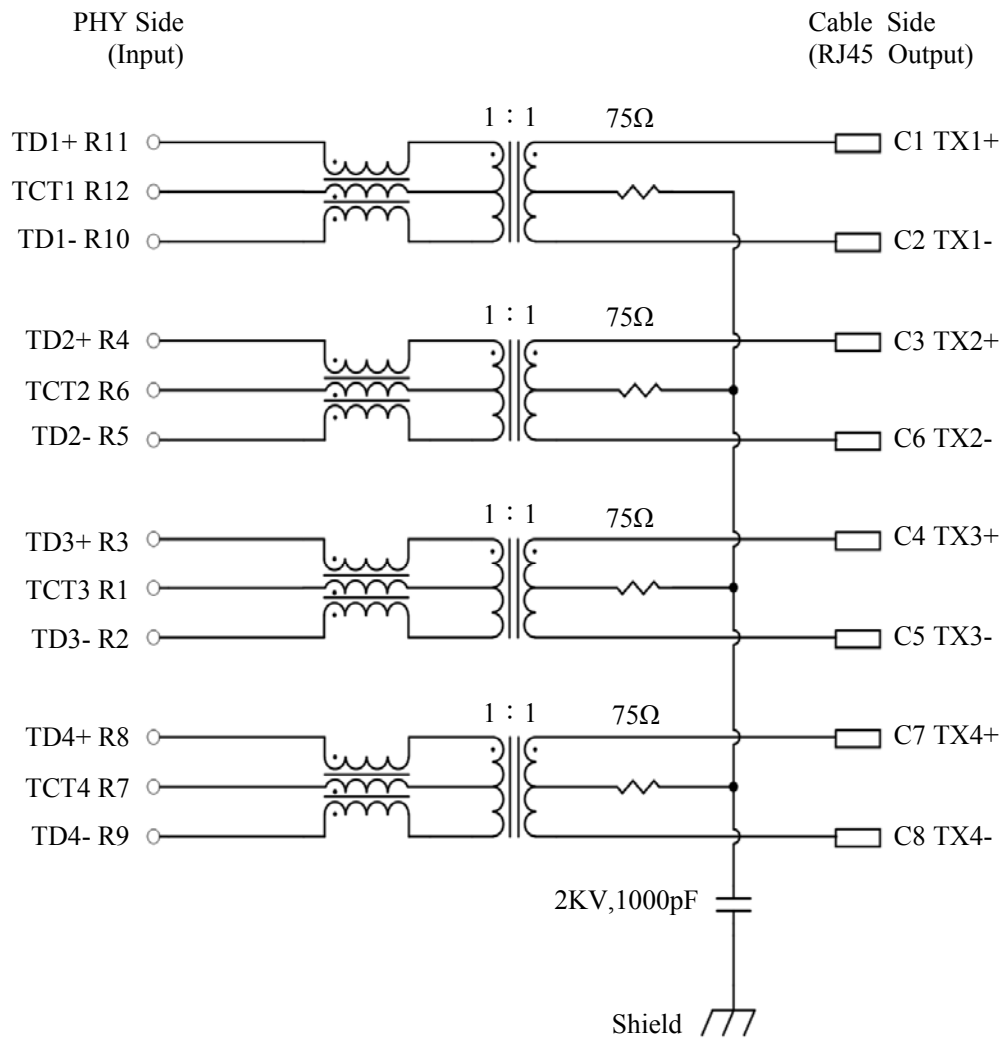 PHY Side
(Input)
Cable Side
(RJ45 Output)
1 : 1
75Ω
TD1+ R11
C1 TX1+
TCT1 R12
TD1- R10
C2 TX1-
1 : 1
75Ω
TD2+ R4
C3 TX2+
TCT2 R6
TD2- R5
C6 TX2-
1 : 1
75Ω
TD3+ R3
C4 TX3+
TCT3 R1
TD3- R2
C5 TX3-
1 : 1
75Ω
TD4+ R8
C7 TX4+
TCT4 R7
TD4- R9
C8 TX4-
2KV,1000pF
Shield